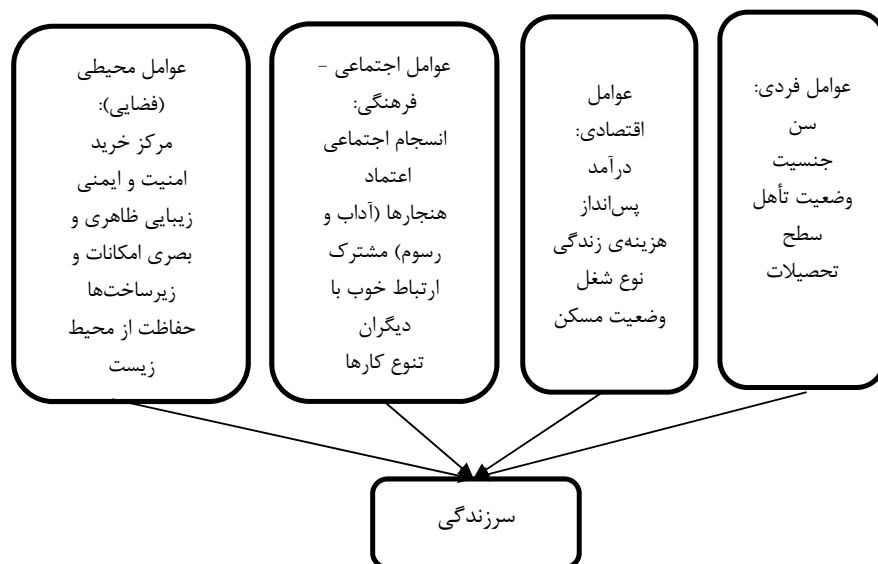 عوامل فردی:
سن
جنسیت
وضعیت تأهل
سطح
تحصیلات
عوامل
اقتصادی:
درآمد
پس‌انداز
هزینه‌ی زندگی
نوع شغل
وضعیت مسکن
عوامل اجتماعی –
فرهنگی:
انسجام اجتماعی
اعتماد
هنجارها (آداب و
رسوم) مشترک
ارتباط خوب با
دیگران
تنوع کارها
عوامل محیطی
(فضایی):
مرکز خرید
امنیت و ایمنی
زیبایی ظاهری و
بصری امکانات و
زیرساخت‌ها
حفاظت از محیط
زیست
سرزندگی